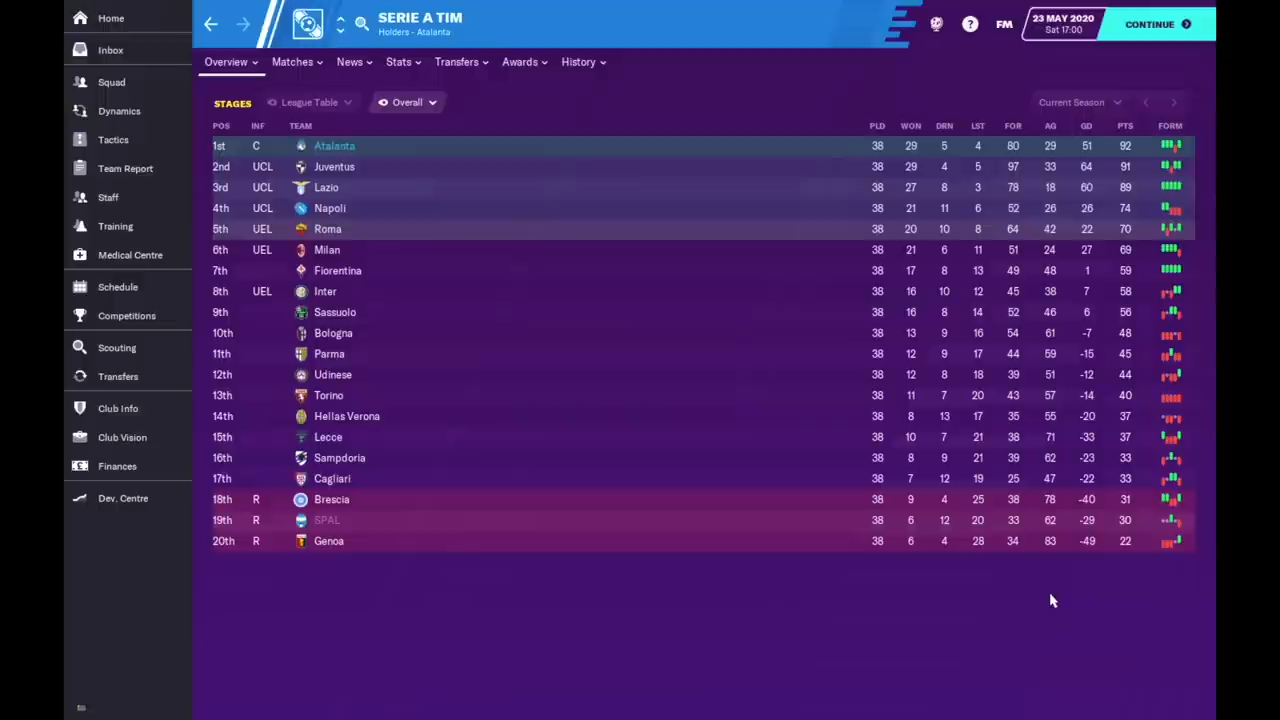 Home
Inbox
Squad
Dynamics
Tactics
Team Report
Staff
Training
Medical Centre
Schedule
Competitions
Scouting
Transfers
Club Info
Club Vision
Finances
Dev. Centre
SERIE A TIM
Holders - Atalanta
FM
23 MAY 2020
Sat 17:00
CONTINUE
Overview Matches News Stats Transfers Awards History
STAGES League Table Overall Current Season
POS INF TEAM PLD WON DRN LST FOR AG GD PTS FORM
1st C Atalanta 38 29 5 4 80 29 51 92
2nd UCL Juventus 38 29 4 5 97 33 64 91
3rd UCL Lazio 38 27 8 3 78 18 60 89
4th UCL Napoli 38 21 11 6 52 26 26 74
5th UEL Roma 38 20 10 8 64 42 22 70
6th UEL Milan 38 21 6 11 51 24 27 69
7th Fiorentina 38 17 8 13 49 48 1 59
8th UEL Inter 38 16 10 12 45 38 7 58
9th Sassuolo 38 16 8 14 52 46 6 56
10th Bologna 38 13 9 16 54 61 -7 48
11th Parma 38 12 9 17 44 59 -15 45
12th Udinese 38 12 8 18 39 51 -12 44
13th Torino 38 11 7 20 43 57 -14 40
14th Hellas Verona 38 8 13 17 35 55 -20 37
15th Lecce 38 10 7 21 38 71 -33 37
16th Sampdoria 38 8 9 21 39 62 -23 33
17th Cagliari 38 7 12 19 25 47 -22 33
18th R Brescia 38 9 4 25 38 78 -40 31
19th R SPAL 38 6 12 20 33 62 -29 30
20th R Genoa 38 6 4 28 34 83 -49 22